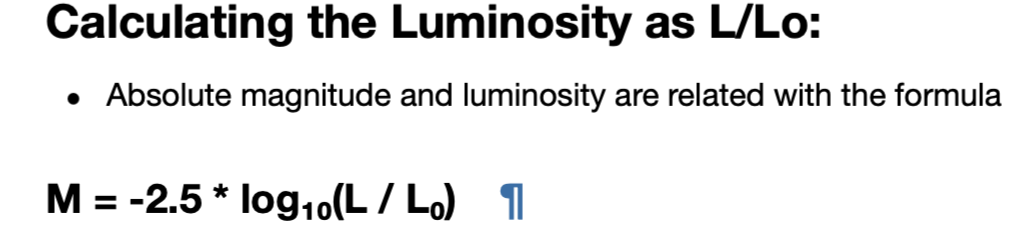 Calculating the Luminosity as L/Lo:
• Absolute magnitude and luminosity are related with the formula
M = -2.5 * log₁₀(L / L₀) ¶